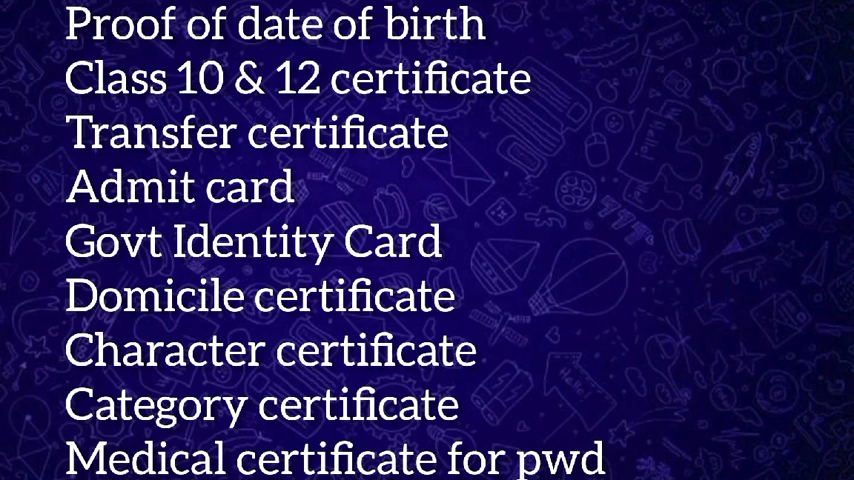 Proof of date of birth
Class 10 & 12 certificate
Transfer certificate
Admit card
Govt Identity Card
Domicile certificate
Character certificate
Category certificate
Medical certificate for pwd